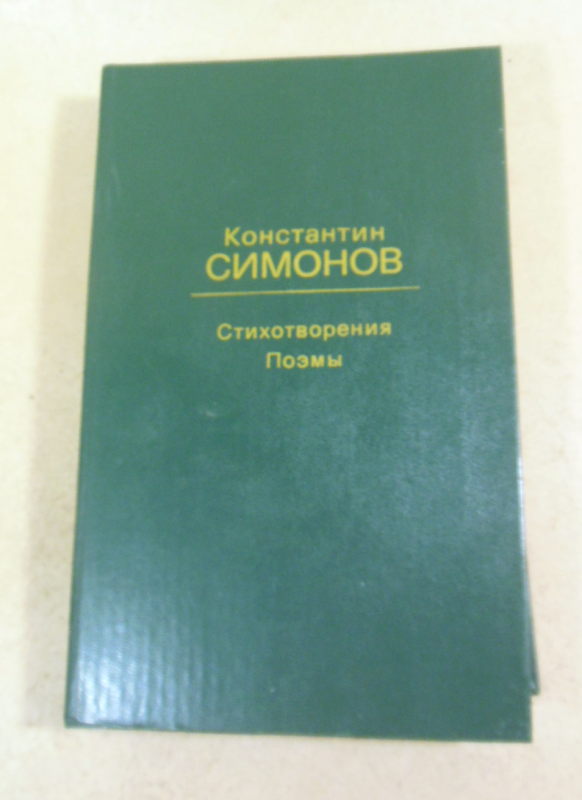 Константин
СИМОНОВ
Стихотворения
Поэмы